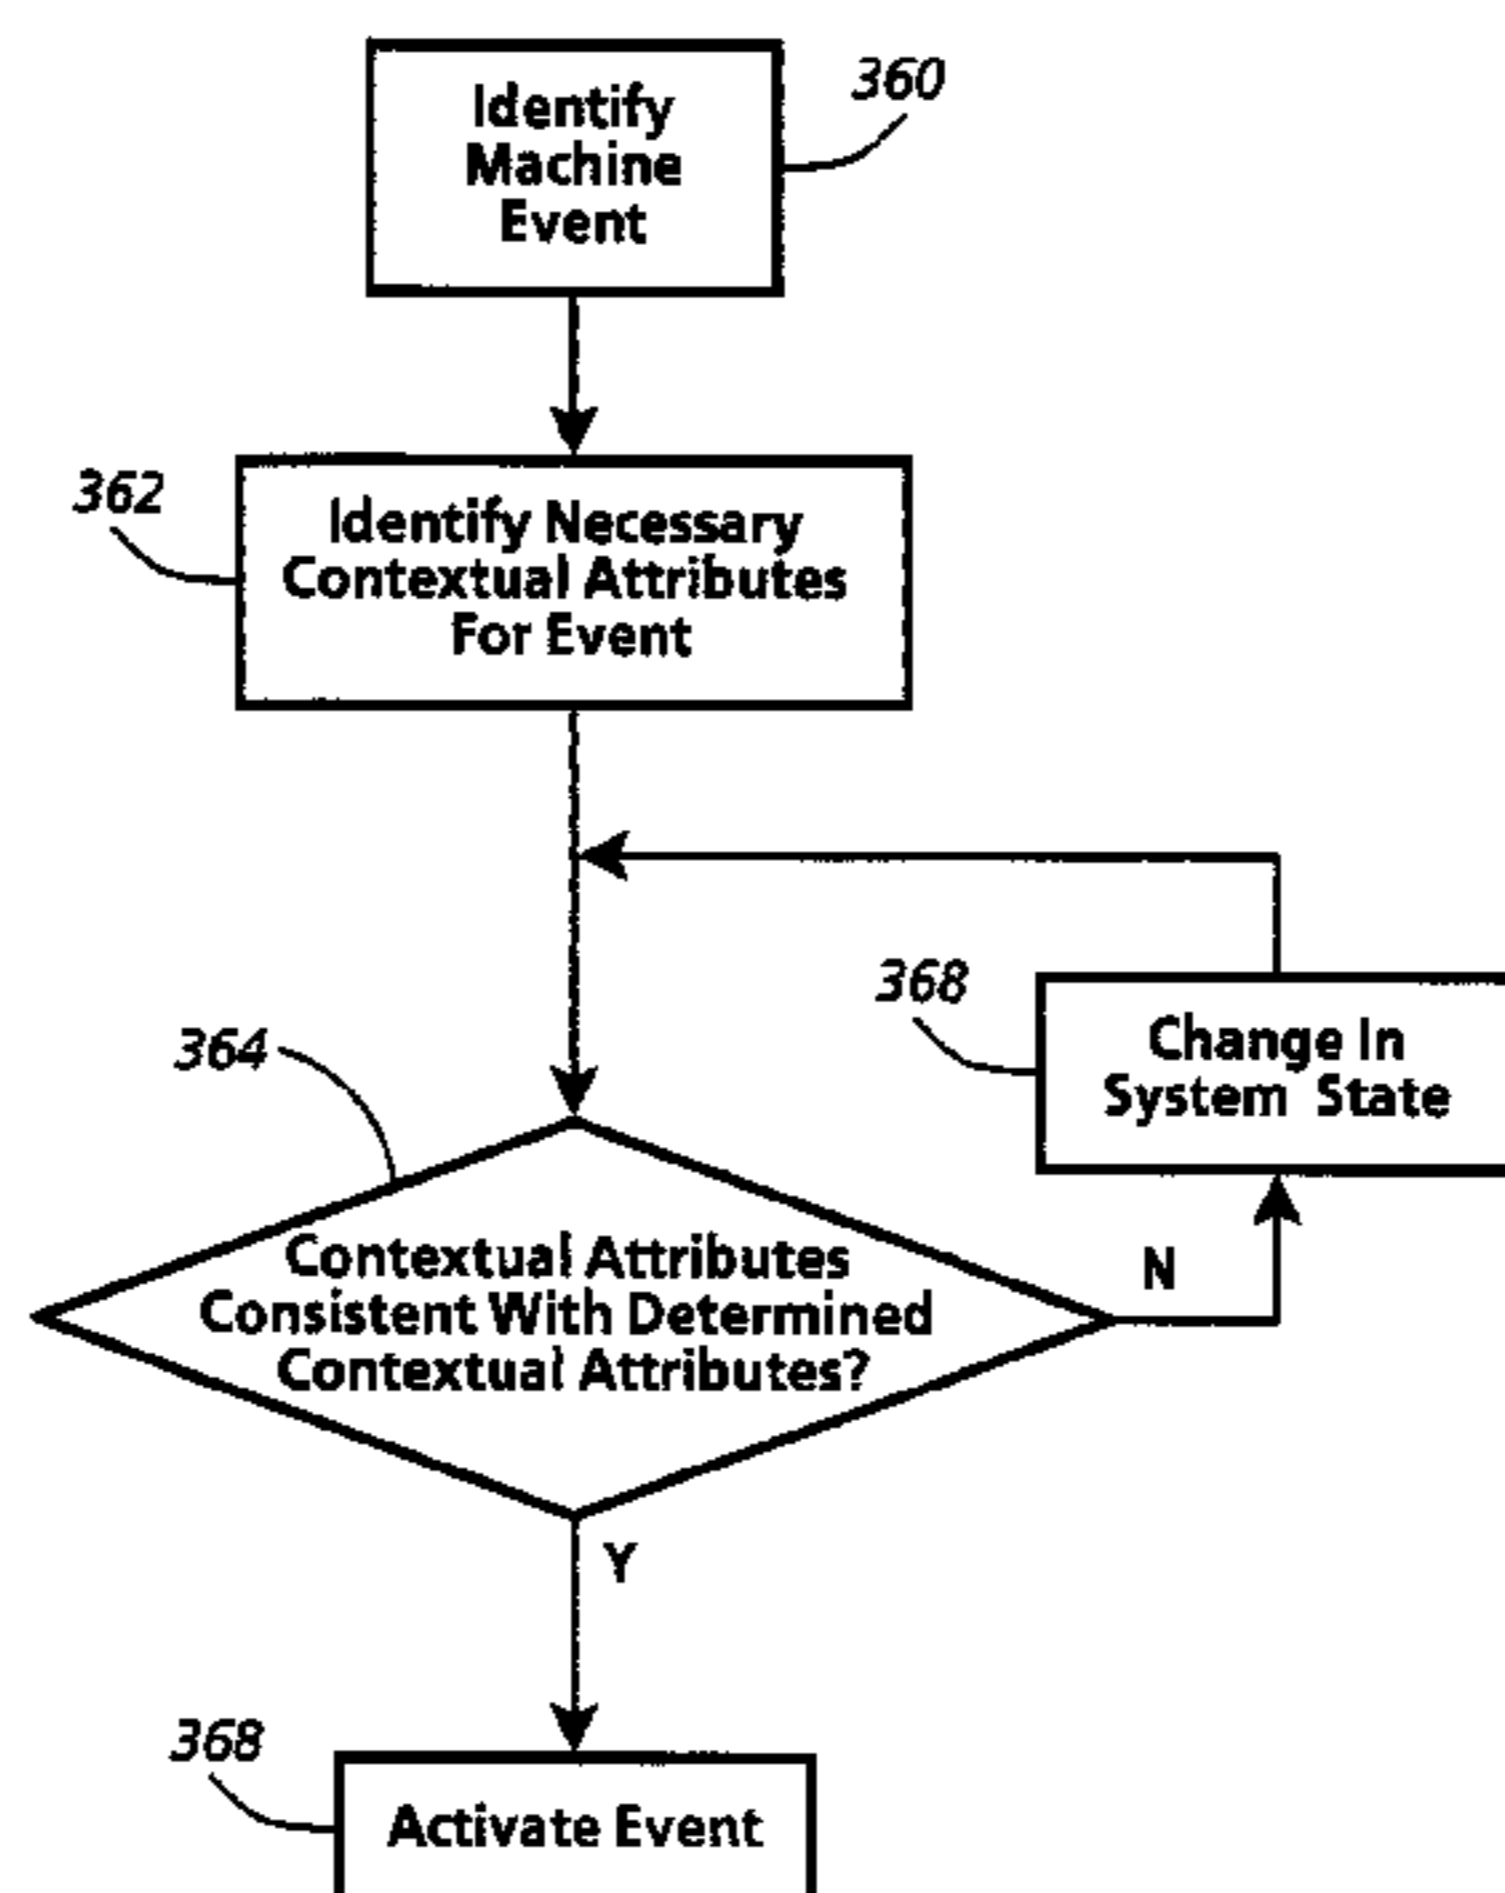 Identify
Machine
Event
360
362
Identify Necessary
Contextual Attributes
For Event
368
Change In
System State
364
Contextual Attributes
Consistent With Determined
Contextual Attributes?
N
Y
368
Activate Event